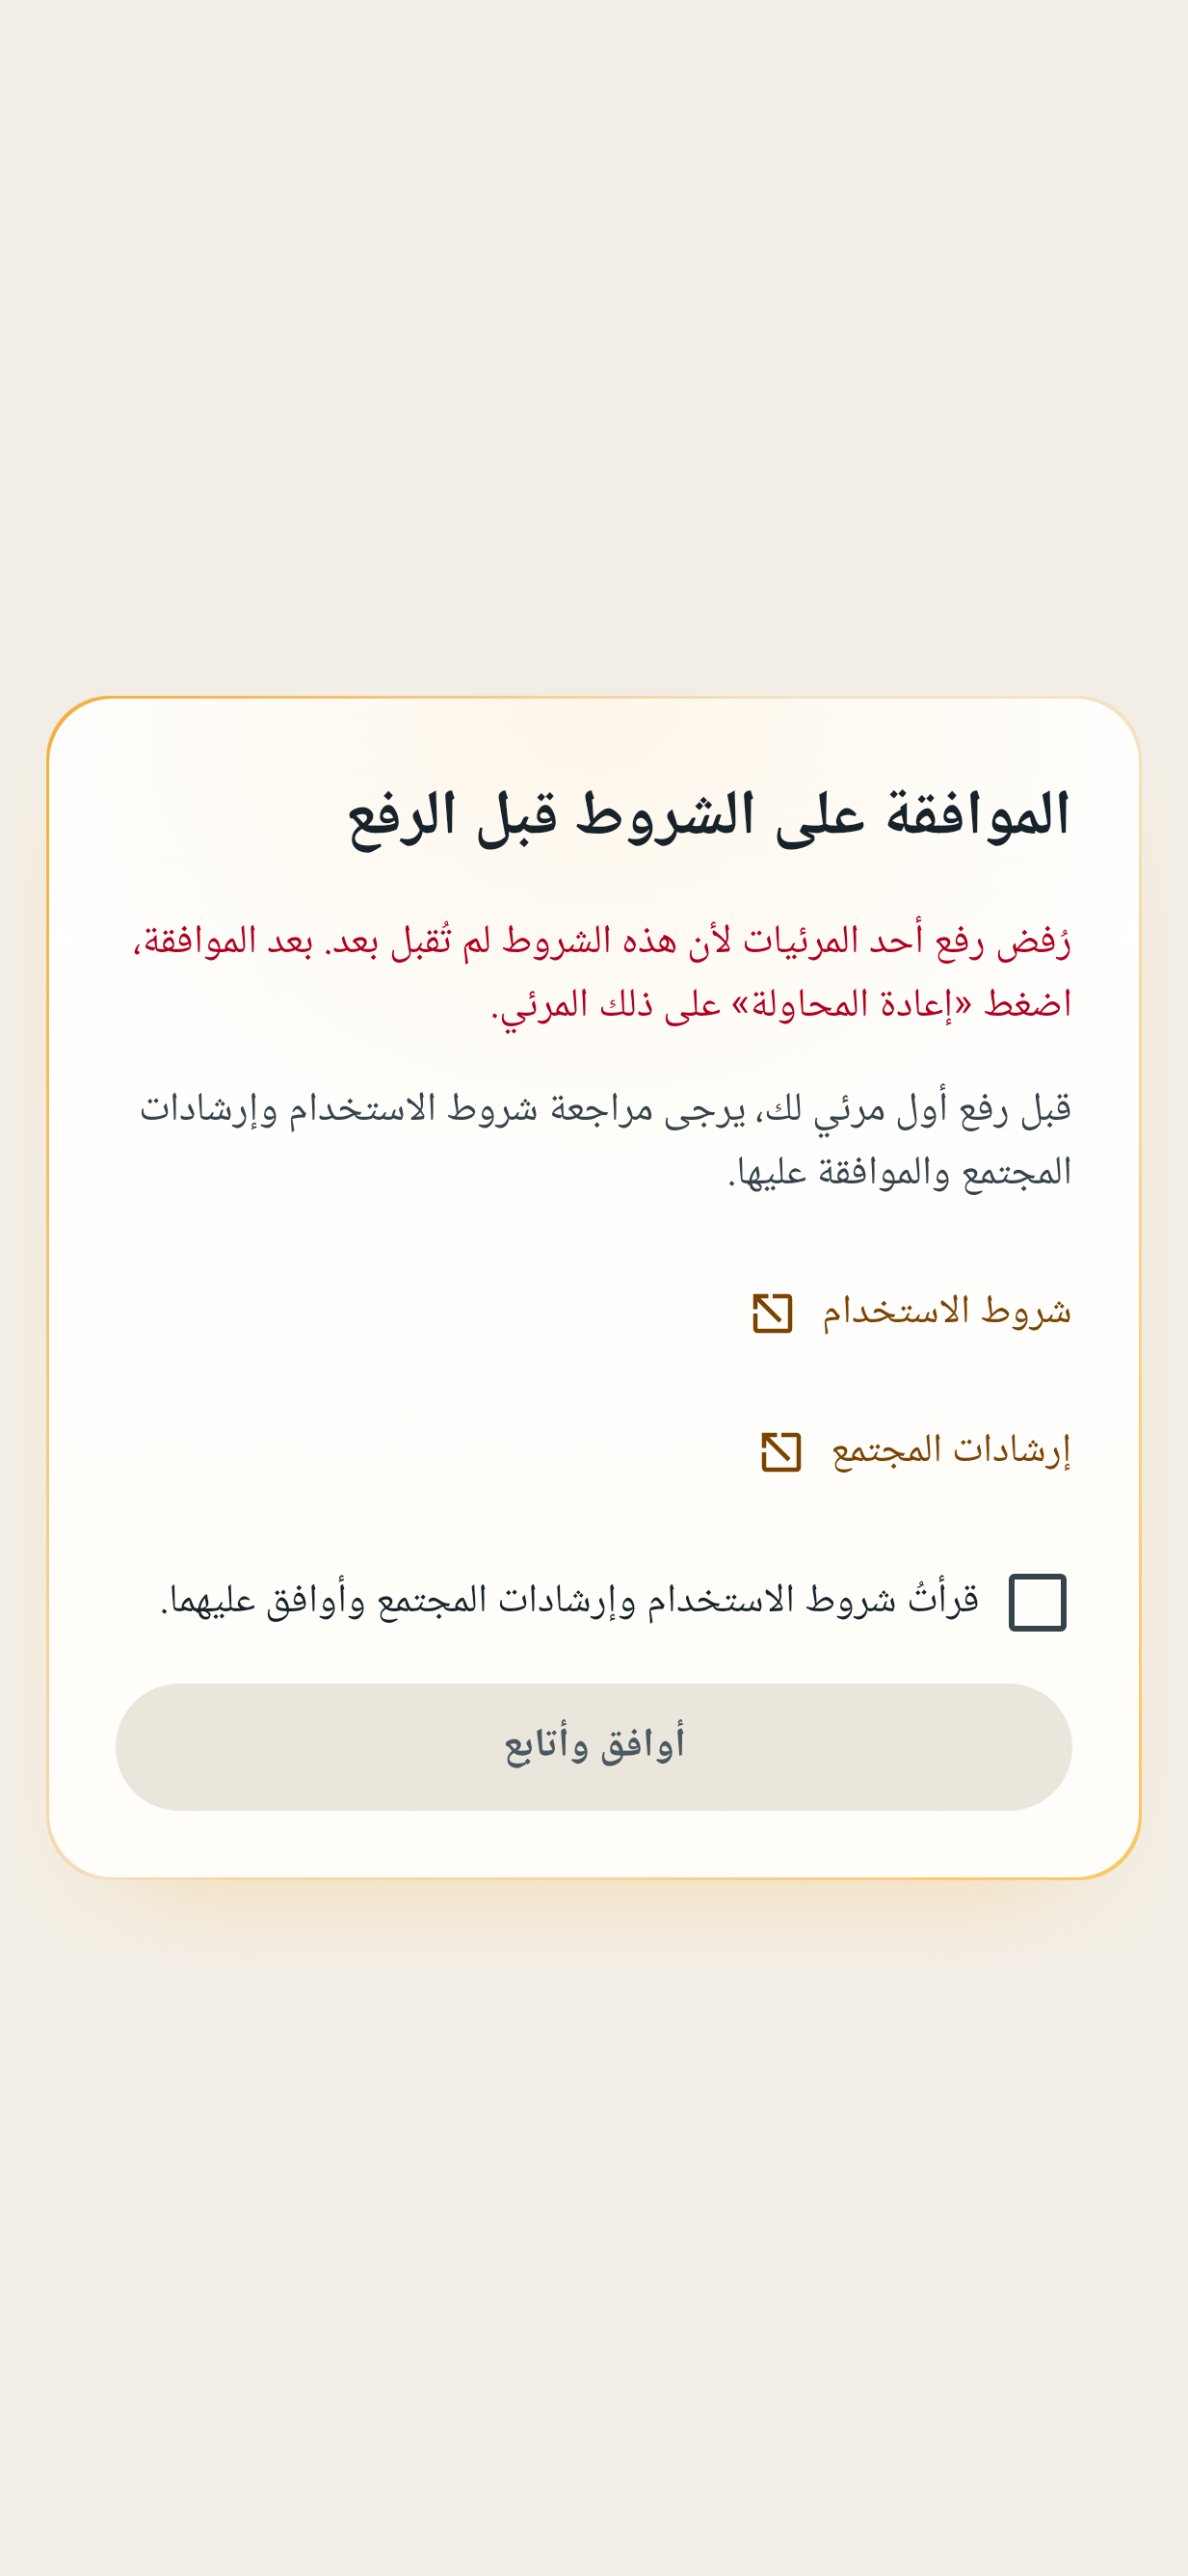 الموافقة على الشروط قبل الرفع
رُفض رفع أحد المرئيات لأن هذه الشروط لم تُقبل بعد. بعد الموافقة،
اضغط «إعادة المحاولة» على ذلك المرئي.
قبل رفع أول مرئي لك، يرجى مراجعة شروط الاستخدام وإرشادات
المجتمع والموافقة عليها.
شروط الاستخدام
إرشادات المجتمع
قرأتُ شروط الاستخدام وإرشادات المجتمع وأوافق عليهما.
أوافق وأتابع